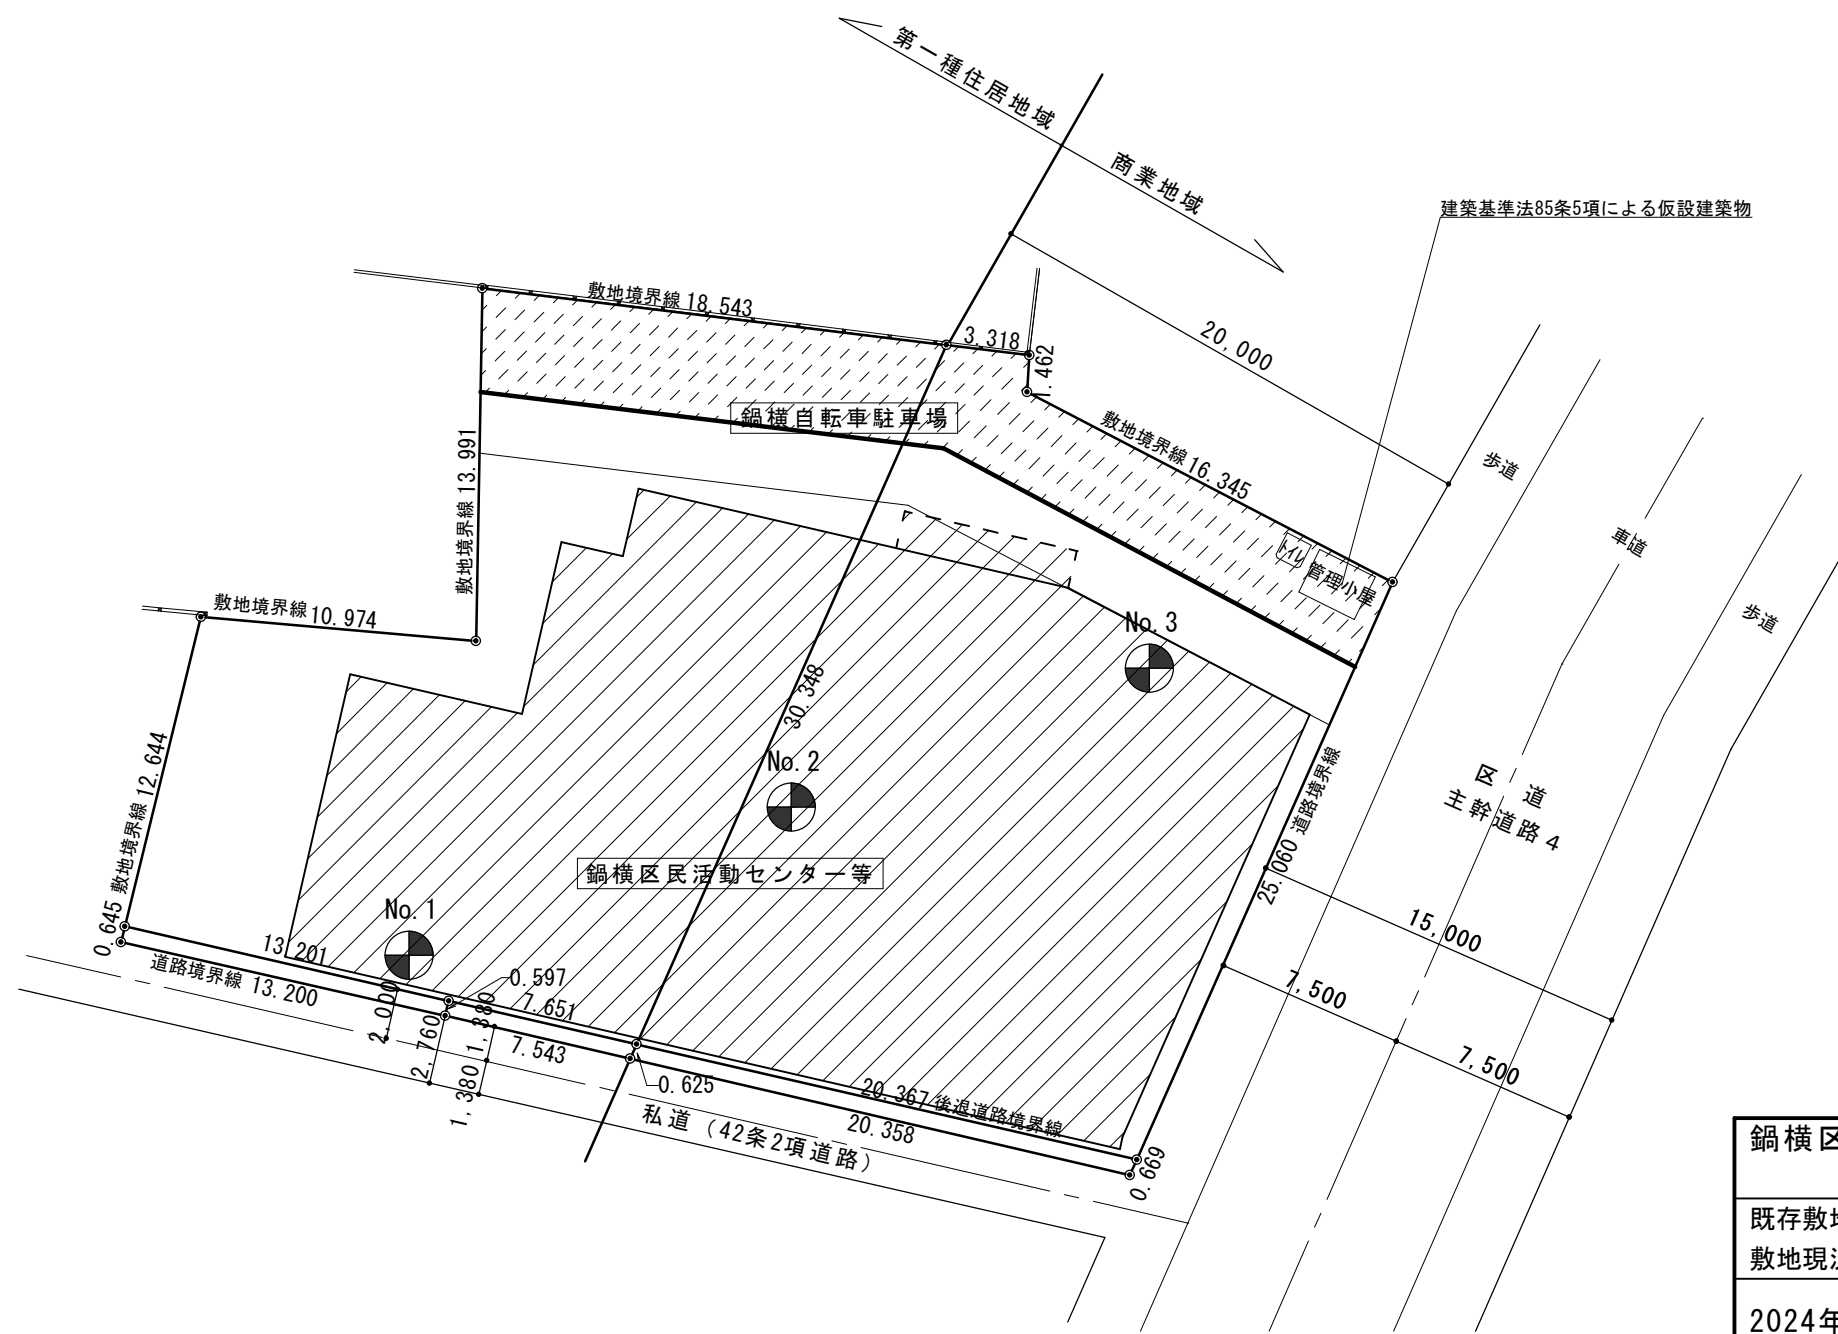 第一種住居地域
商業地域
建築基準法85条5項による仮設建築物
20,000
敷地境界線 18.543
3.318
1.462
敷地境界線 16.345
鍋横自転車駐車場
トイレ
管理小屋
歩道
車道
歩道
敷地境界線 13.991
敷地境界線 10.974
敷地境界線 12.644
0.645
No.3
30.348
No.2
鍋横区民活動センター等
No.1
区道
主幹道路4
25.060 道路境界線
15,000
7,500
7,500
13.201
道路境界線 13.200
0.597
7.651
2,000
2,760
1,380
1,380
7.543
0.625
20.367 後退道路境界線
20.358
0.669
私道（42条2項道路）
鍋横区
既存敷地
敷地現況
2024年